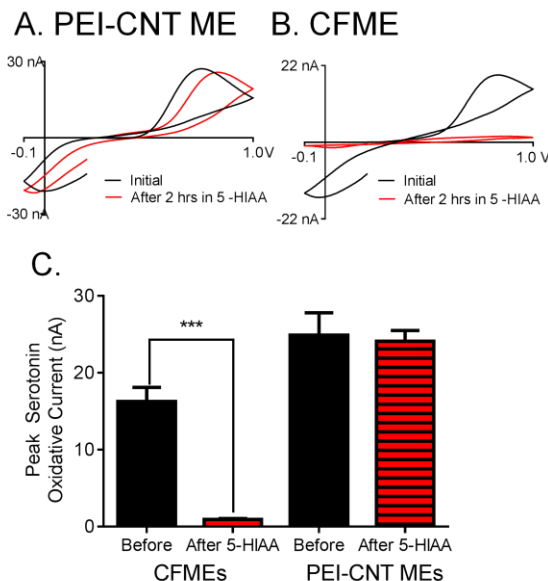 A. PEI-CNT ME
B. CFME
30 nA
-0.1
1.0 V
-30 nA
Initial
After 2 hrs in 5 -HIAA
22 nA
-0.1
1.0V
-22 nA
Initial
After 2 hrs in 5 -HIAA
C.
Peak Serotonin
Oxidative Current (nA)
30
20
10
0
***
Before
After 5-HIAA
Before
After 5-HIAA
CFMEs
PEI-CNT MEs